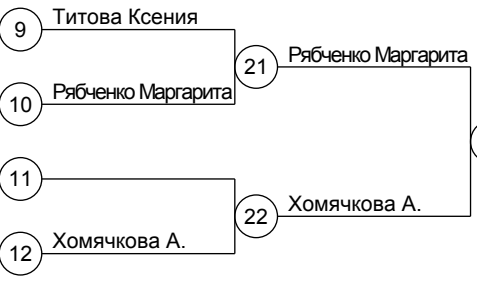 9 Титова Ксения
10 Рябченко Маргарита
21 Рябченко Маргарита
11
12 Хомячкова А.
22 Хомячкова А.